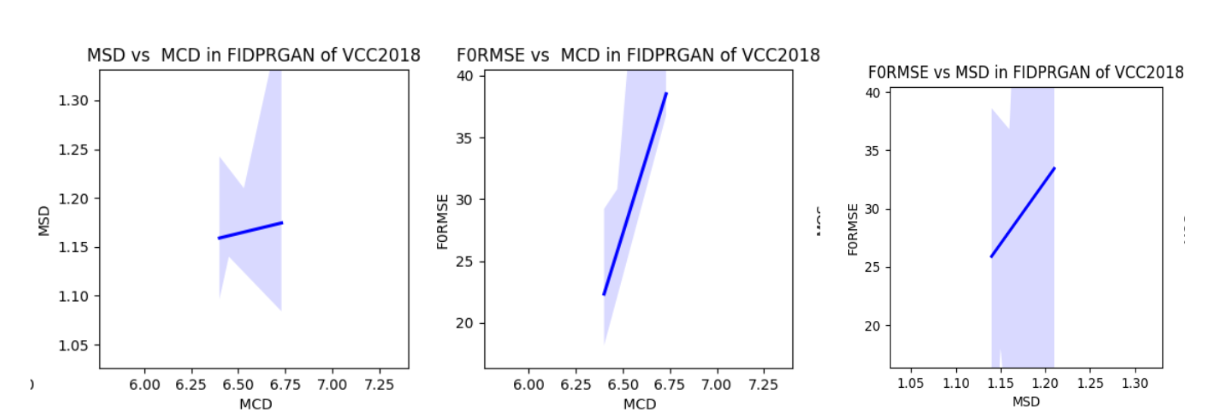 MSD vs  MCD in FIDPRGAN of VCC2018
1.30
1.25
1.20
1.15
1.10
1.05
MSD
6.00 6.25 6.50 6.75 7.00 7.25
MCD
F0RMSE vs  MCD in FIDPRGAN of VCC2018
40
35
30
25
20
F0RMSE
6.00 6.25 6.50 6.75 7.00 7.25
MCD
F0RMSE vs MSD in FIDPRGAN of VCC2018
40
35
30
25
20
F0RMSE
1.05 1.10 1.15 1.20 1.25 1.30
MSD